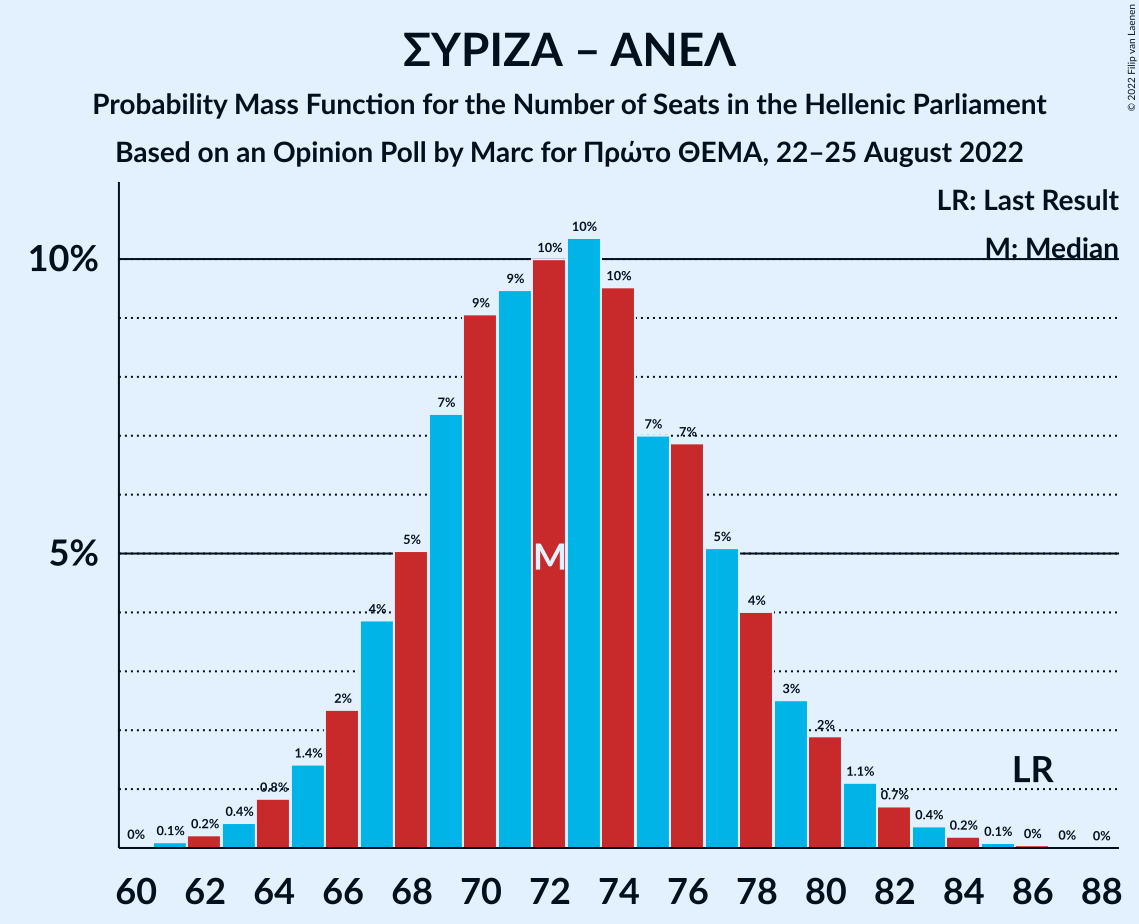 ΣΥΡΙΖΑ – ΑΝΕΛ
Probability Mass Function for the Number of Seats in the Hellenic Parliament
Based on an Opinion Poll by Marc for Πρώτο ΘΕΜΑ, 22–25 August 2022
© 2022 Filip van Laenen
LR: Last Result
M: Median
10%
5%
0% 0.1% 0.2% 0.4% 0.8% 1.4% 2% 4% 5% 7% 9% 9% 10% 10% 10% 7% 7% 5% 4% 3% 2% 1.1% 0.7% 0.4% 0.2% 0.1% 0% 0% 0%
M
LR
60 62 64 66 68 70 72 74 76 78 80 82 84 86 88